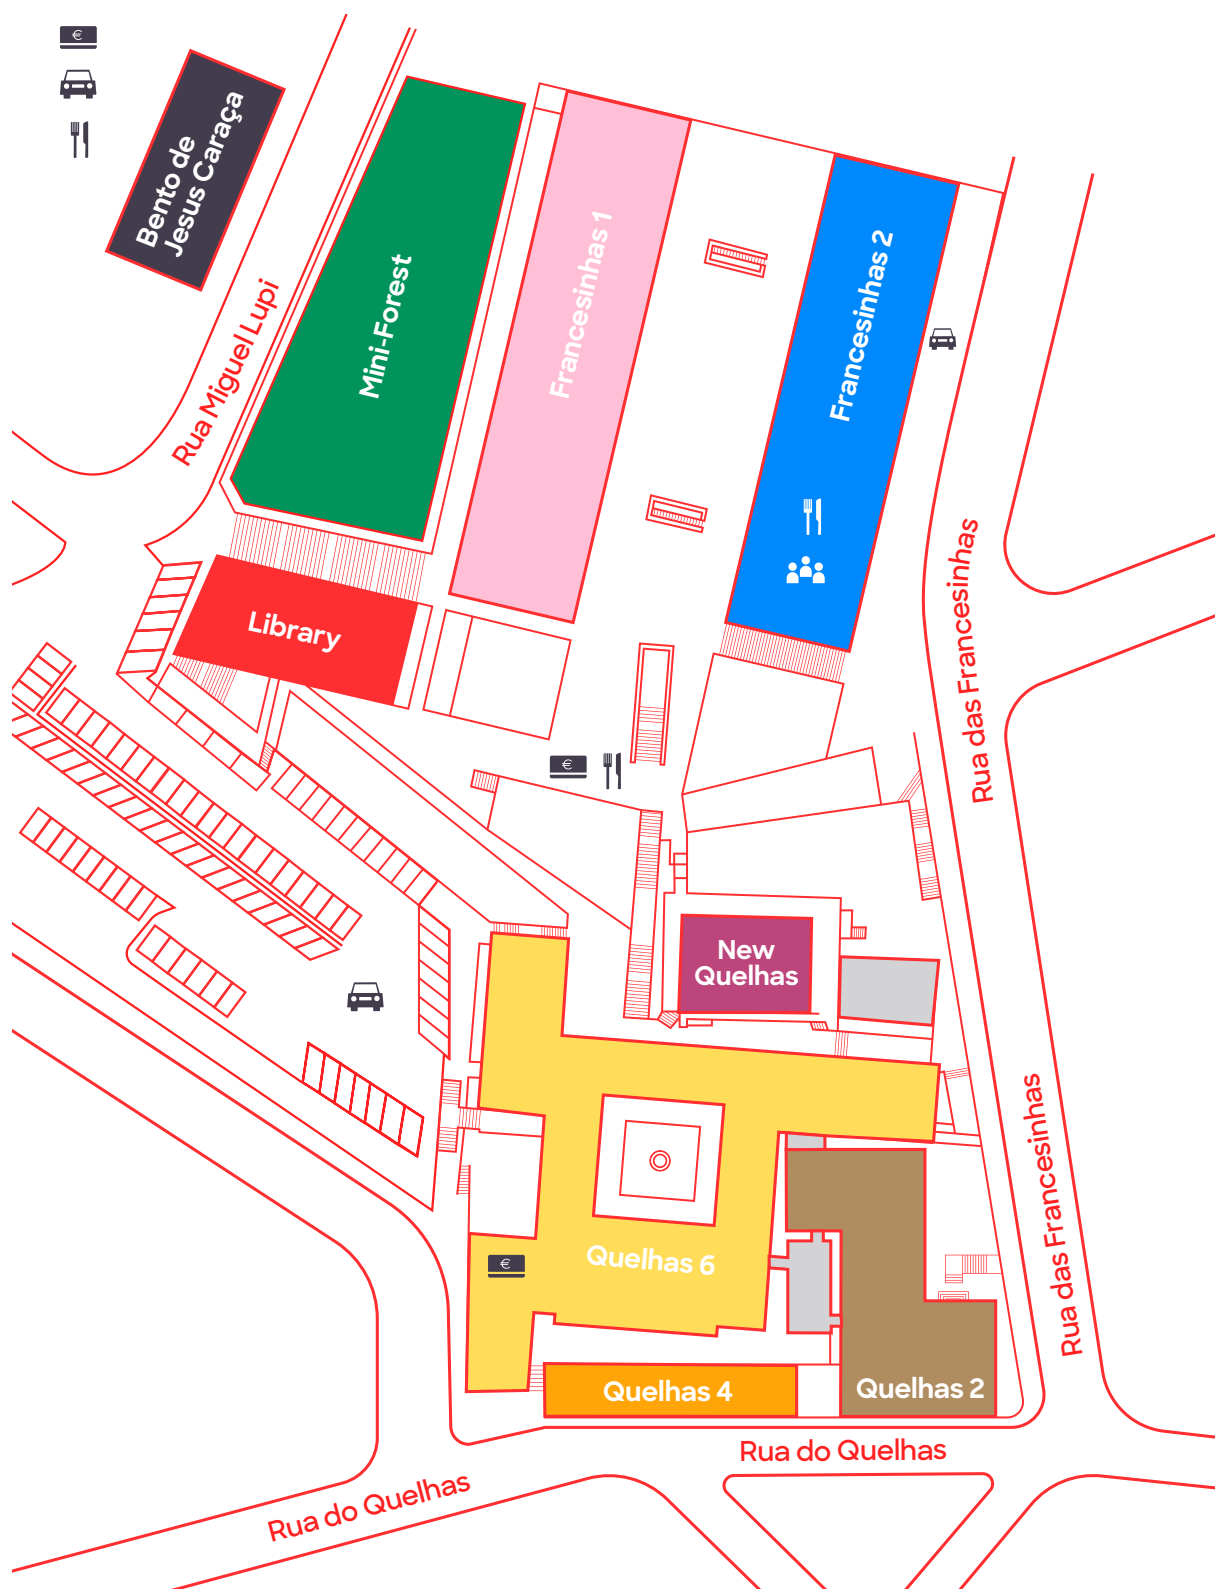 €
Bento de
Jesus Caraça
Rua Miguel Lupi
Mini-Forest
Francesinhas 1
Francesinhas 2
Library
Rua das Francesinhas
€
New
Quelhas
Rua das Francesinhas
Quelhas 6
€
Quelhas 4
Quelhas 2
Rua do Quelhas
Rua do Quelhas